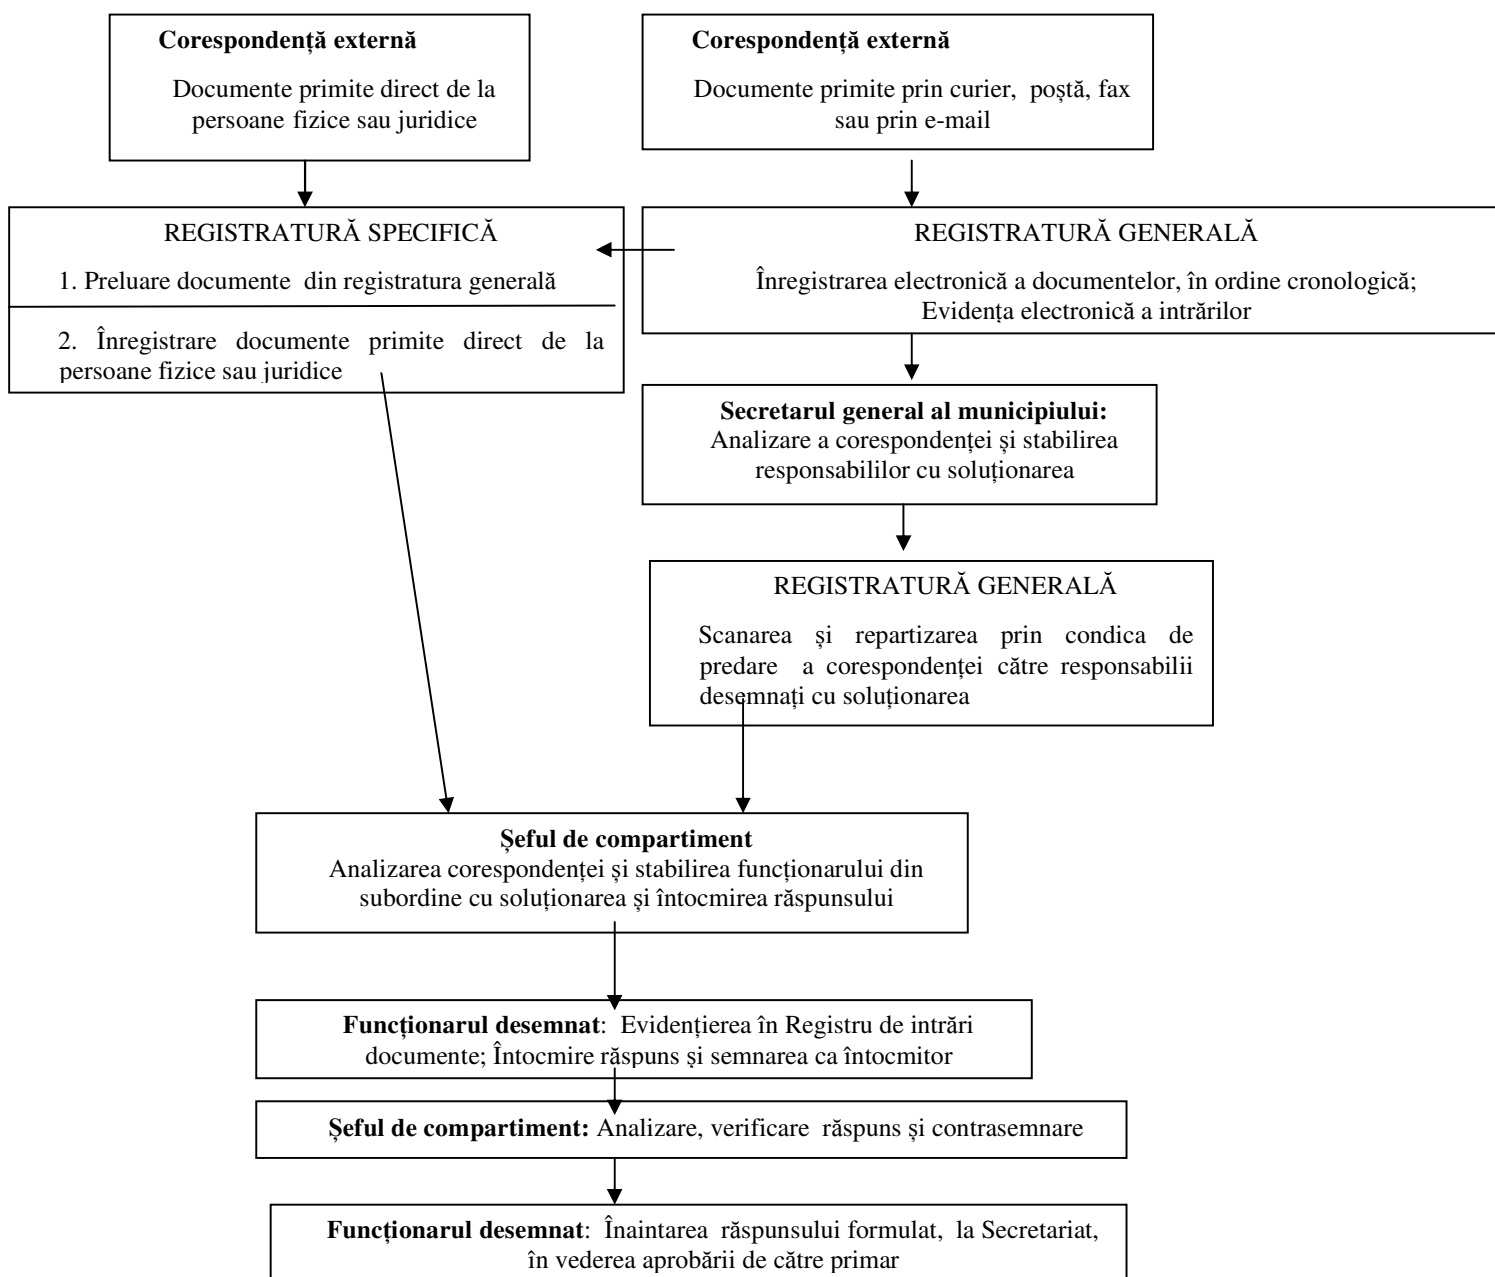 Corespondență externă
Documente primite direct de la
persoane fizice sau juridice
Corespondență externă
Documente primite prin curier, poștă, fax
sau prin e-mail
REGISTRATURĂ SPECIFICĂ
1. Preluare documente din registratura generală
2. Înregistrare documente primite direct de la
persoane fizice sau juridice
REGISTRATURĂ GENERALĂ
Înregistrarea electronică a documentelor, în ordine cronologică;
Evidența electronică a intrărilor
Secretarul general al municipiului:
Analizare a corespondenței și stabilirea
responsabililor cu soluționarea
REGISTRATURĂ GENERALĂ
Scanarea și repartizarea prin condica de
predare a corespondenței către responsabilii
desemnați cu soluționarea
Șeful de compartiment
Analizarea corespondenței și stabilirea funcționarului din
subordine cu soluționarea și întocmirea răspunsului
Funcționarul desemnat: Evidențierea în Registru de intrări
documente; Întocmire răspuns și semnarea ca întocmitor
Șeful de compartiment: Analizare, verificare răspuns și contrasemnare
Funcționarul desemnat: Înaintarea răspunsului formulat, la Secretariat,
în vederea aprobării de către primar